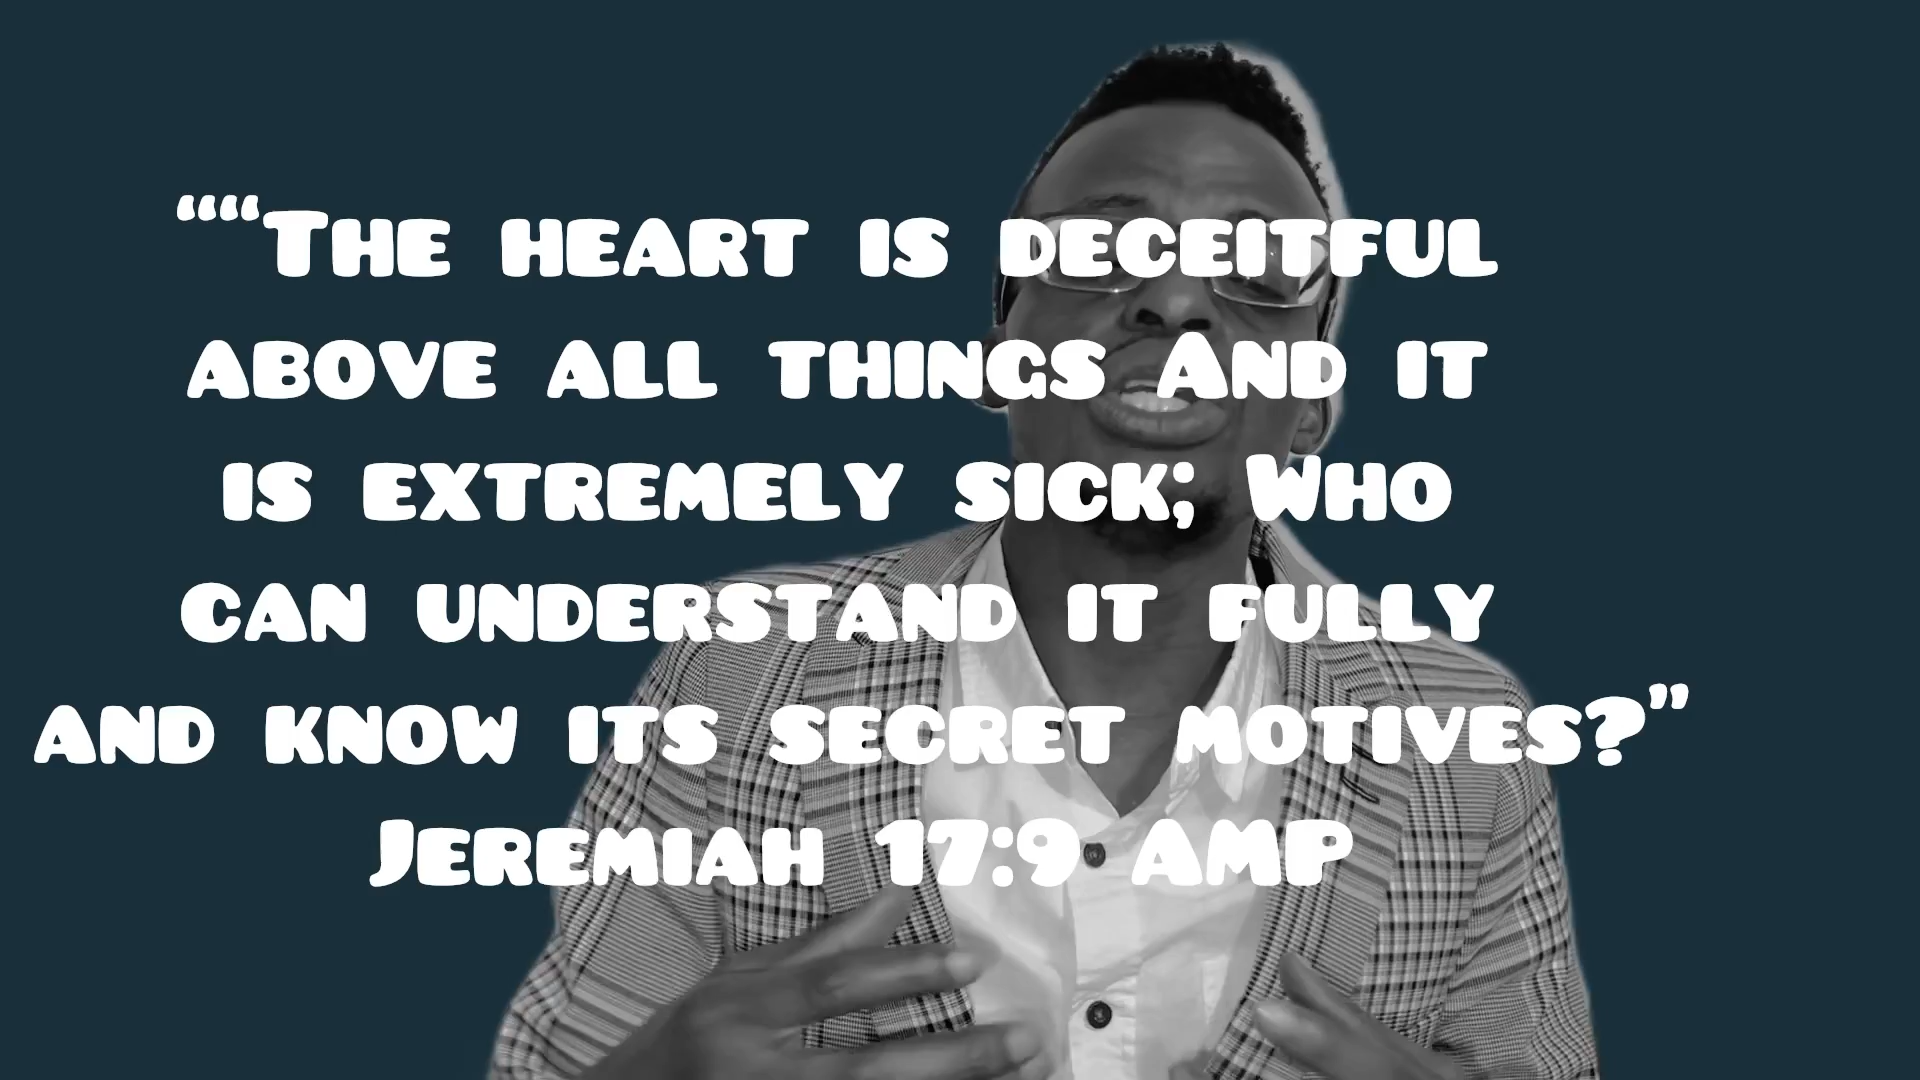 ““The heart is deceitful
above all things And it
is extremely sick; Who
can understand it fully
and know its secret motives?”
Jeremiah 17:9 AMP